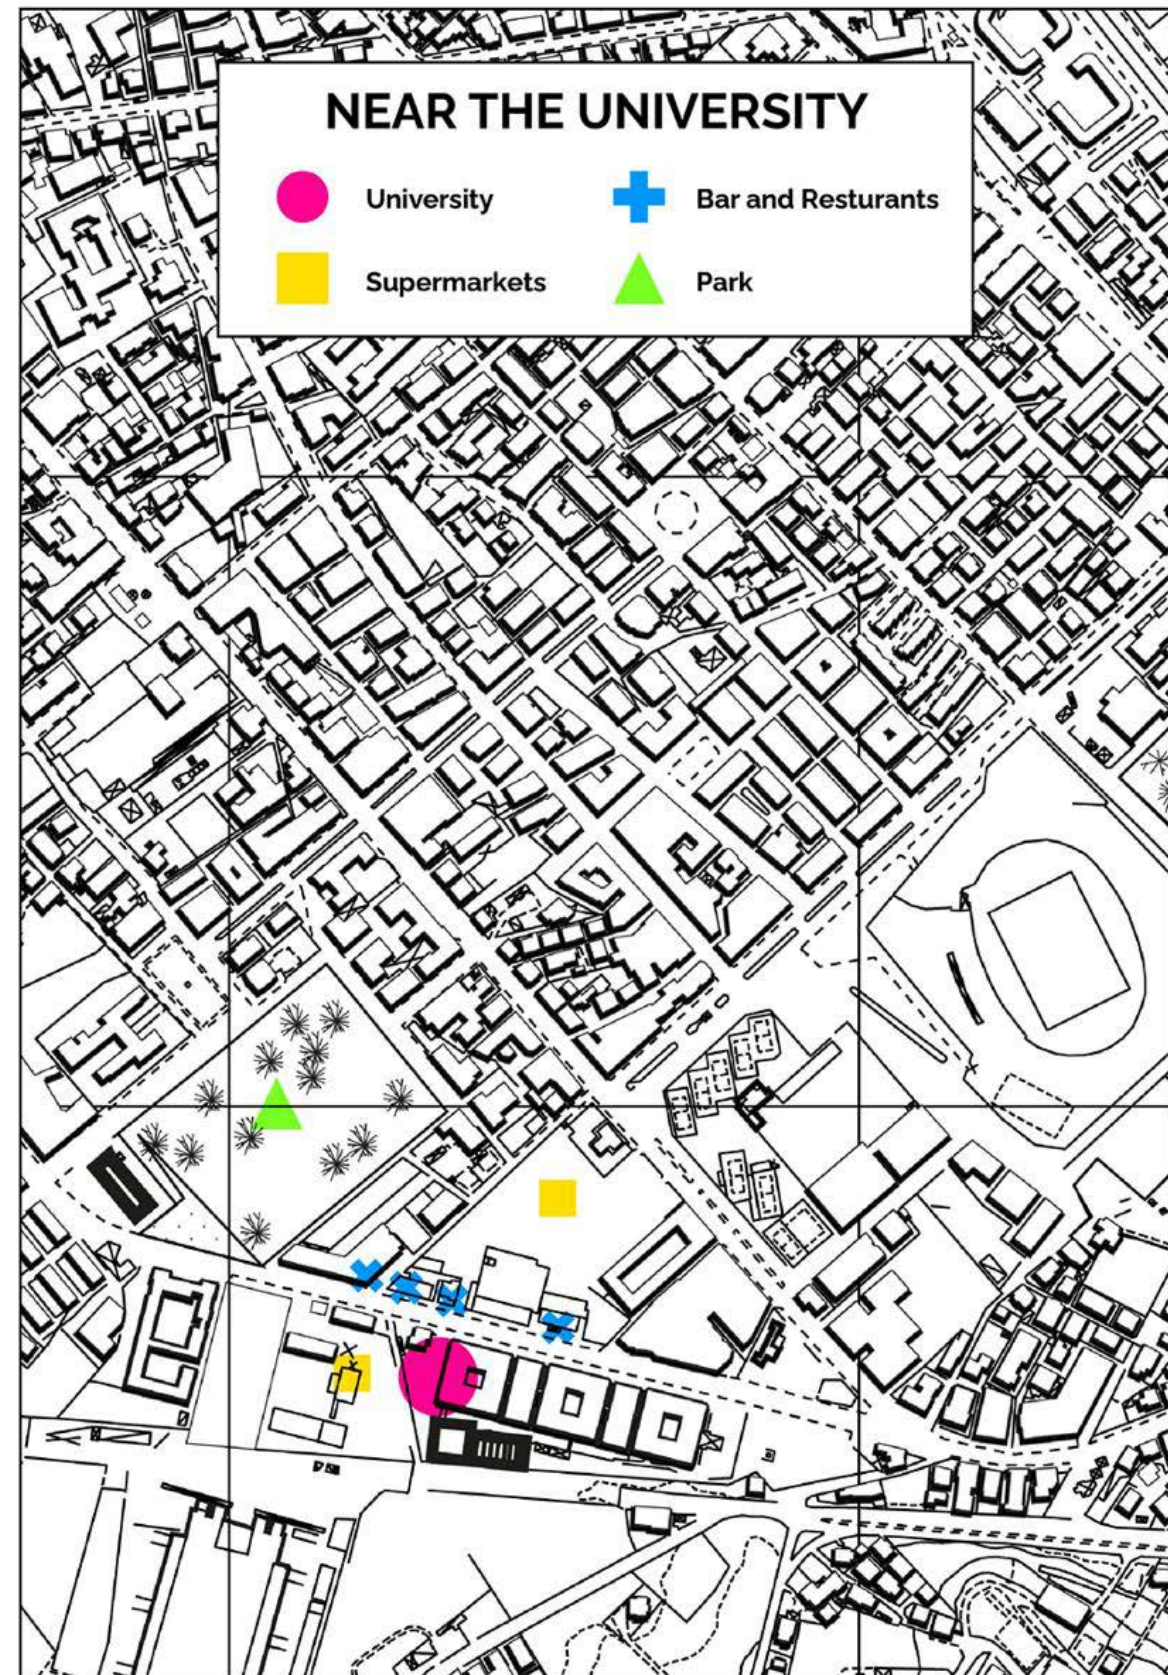 NEAR THE UNIVERSITY
University
Bar and Resturants
Supermarkets
Park